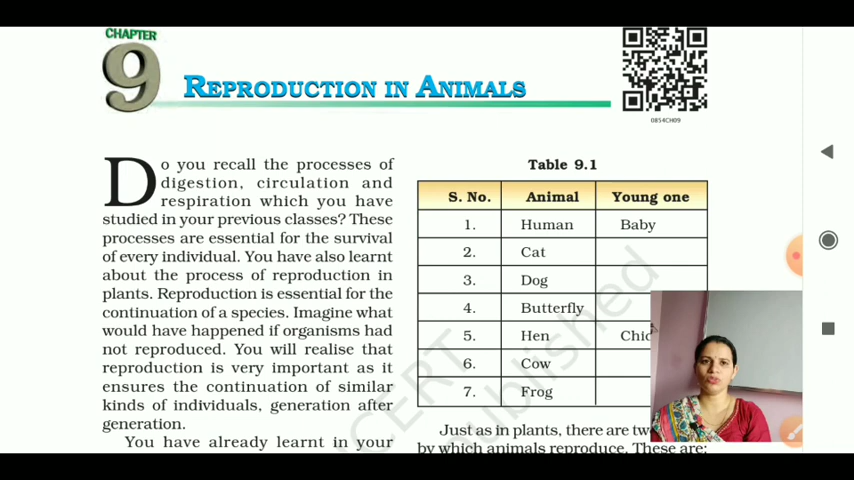 CHAPTER
9
REPRODUCTION IN ANIMALS
0854CH09
Do you recall the processes of
digestion, circulation and
respiration which you have
studied in your previous classes? These
processes are essential for the survival
of every individual. You have also learnt
about the process of reproduction in
plants. Reproduction is essential for the
continuation of a species. Imagine what
would have happened if organisms had
not reproduced. You will realise that
reproduction is very important as it
ensures the continuation of similar
kinds of individuals, generation after
generation.
You have already learnt in your
Table 9.1
S. No. Animal Young one
1. Human Baby
2. Cat
3. Dog
4. Butterfly
5. Hen
6. Cow
7. Frog
Just as in plants, there are
by which animals reproduce. These are:
NCERT
published